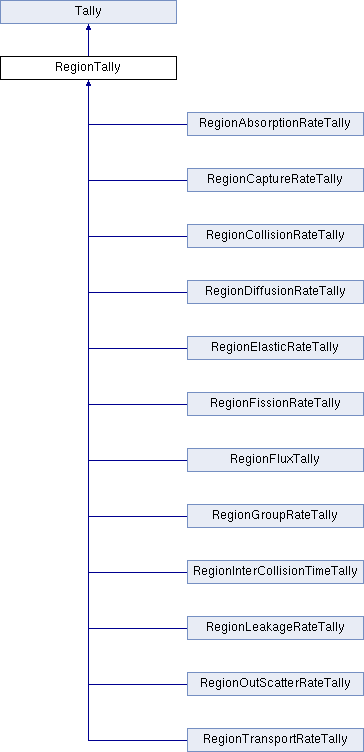 Tally
RegionTally
RegionAbsorptionRateTally
RegionCaptureRateTally
RegionCollisionRateTally
RegionDiffusionRateTally
RegionElasticRateTally
RegionFissionRateTally
RegionFluxTally
RegionGroupRateTally
RegionInterCollisionTimeTally
RegionLeakageRateTally
RegionOutScatterRateTally
RegionTransportRateTally